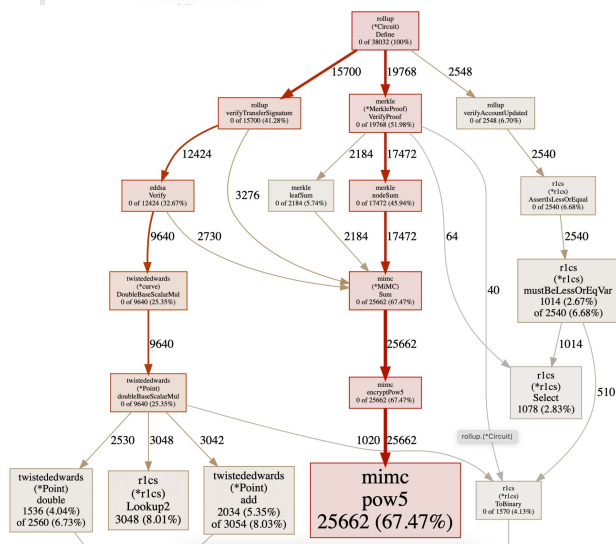 rollup
(*Circuit)
Define
0 of 38032 (100%)
15700
19768
2548
rollup
verifyTransferSignature
0 of 15700 (41.28%)
merkle
(*MerkleProof)
VerifyProof
0 of 19768 (51.98%)
rollup
verifyAccountUpdated
0 of 2548 (6.70%)
12424
3276
2184
17472
64
40
2540
eddsa
Verify
0 of 12424 (32.67%)
merkle
leafSum
0 of 2184 (5.74%)
merkle
nodeSum
0 of 17472 (45.94%)
r1cs
(*r1cs)
AssertIsLessOrEqual
0 of 2540 (6.68%)
9640
2730
2184
17472
2540
twistededwards
(*curve)
DoubleBaseScalarMul
0 of 9640 (25.35%)
mimc
(*MiMC)
Sum
0 of 25662 (67.47%)
r1cs
(*r1cs)
mustBeLessOrEqVar
1014 (2.67%)
of 2540 (6.68%)
9640
25662
1014
510
twistededwards
(*Point)
doubleBaseScalarMul
0 of 9640 (25.35%)
mimc
encryptPow5
0 of 25662 (67.47%)
r1cs
(*r1cs)
Select
1078 (2.83%)
2530
3048
3042
1020
25662
rollup.(*Circuit)
twistededwards
(*Point)
double
1536 (4.04%)
of 2560 (6.73%)
r1cs
(*r1cs)
Lookup2
3048 (8.01%)
twistededwards
(*Point)
add
2034 (5.35%)
of 3054 (8.03%)
mimc
pow5
25662 (67.47%)
r1cs
(*r1cs)
ToBinary
0 of 1570 (4.13%)